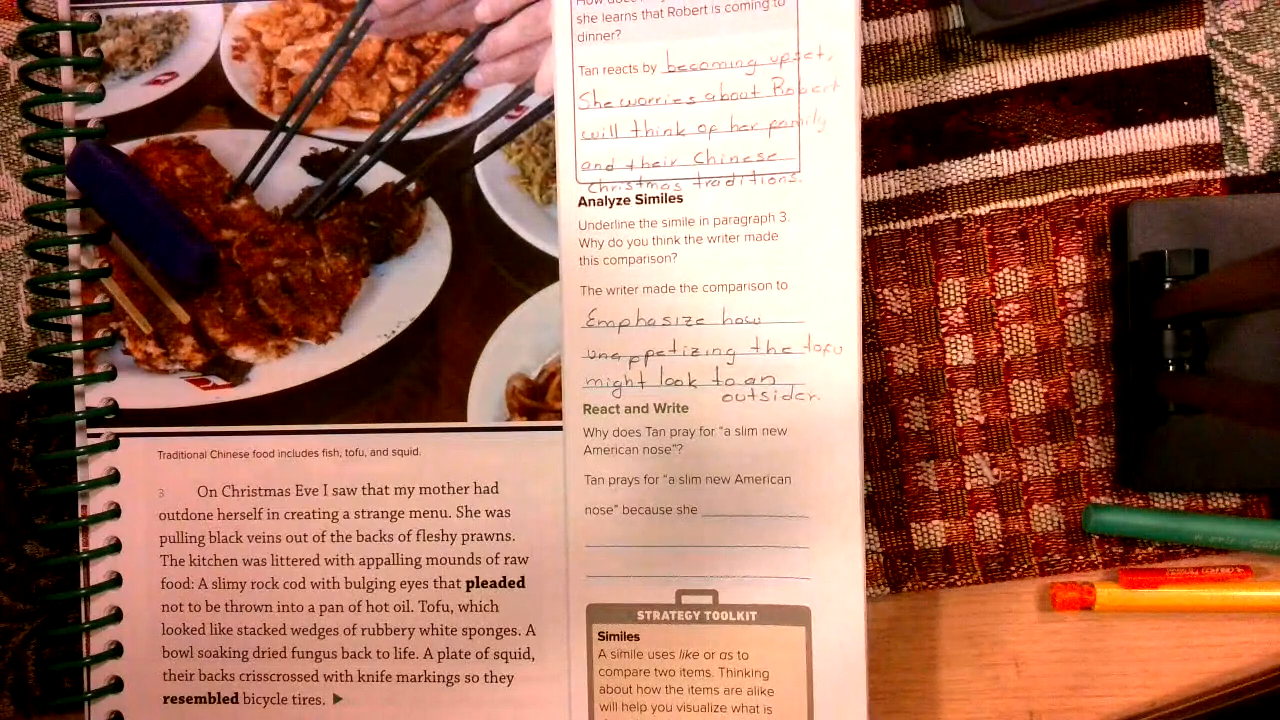 she learns that Robert is coming to
dinner?
Tan reacts by becoming upset,
She worries about Robert
will think of her family
and their Chinese
Christmas traditions.
Analyze Similes
Underline the simile in paragraph 3.
Why do you think the writer made
this comparison?
The writer made the comparison to
Emphasize how
unappetizing the tofu
might look to an
outsider.
React and Write
Why does Tan pray for "a slim new
American nose"?
Tan prays for "a slim new American
nose" because she
STRATEGY TOOLKIT
Similes
A simile uses like or as to
compare two items. Thinking
about how the items are alike
will help you visualize what is
Traditional Chinese food includes fish, tofu, and squid.
3 On Christmas Eve I saw that my mother had
outdone herself in creating a strange menu. She was
pulling black veins out of the backs of fleshy prawns.
The kitchen was littered with appalling mounds of raw
food: A slimy rock cod with bulging eyes that pleaded
not to be thrown into a pan of hot oil. Tofu, which
looked like stacked wedges of rubbery white sponges. A
bowl soaking dried fungus back to life. A plate of squid,
their backs crisscrossed with knife markings so they
resembled bicycle tires. ▶